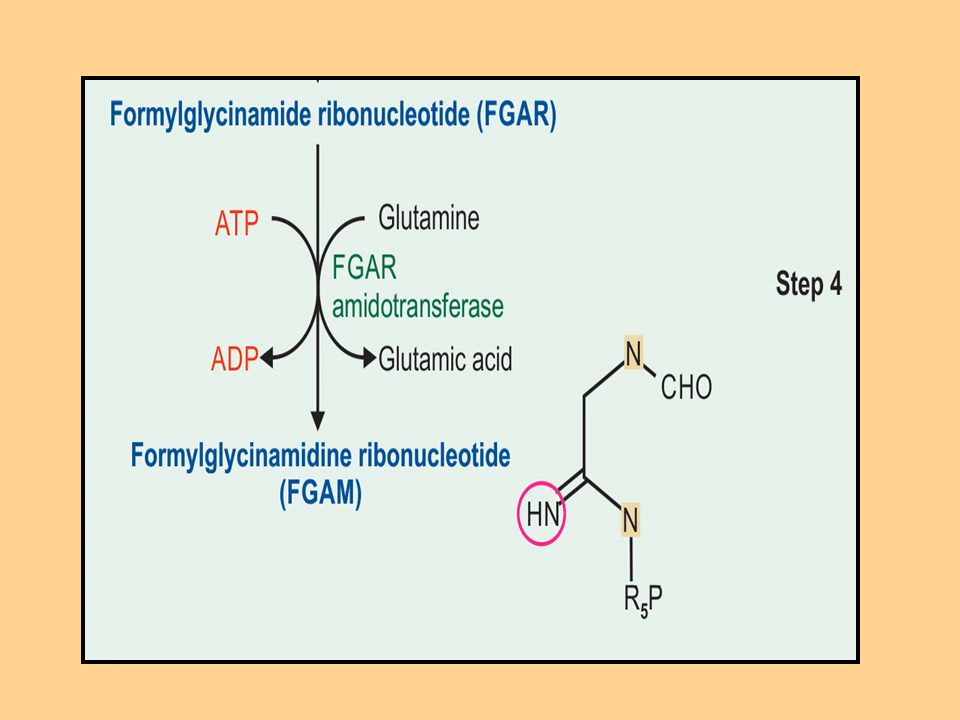 Formylglycinamide ribonucleotide (FGAR)
ATP
Glutamine
FGAR
amidotransferase
Step 4
ADP
Glutamic acid
N
CHO
Formylglycinamidine ribonucleotide
(FGAM)
HN
N
R₅P